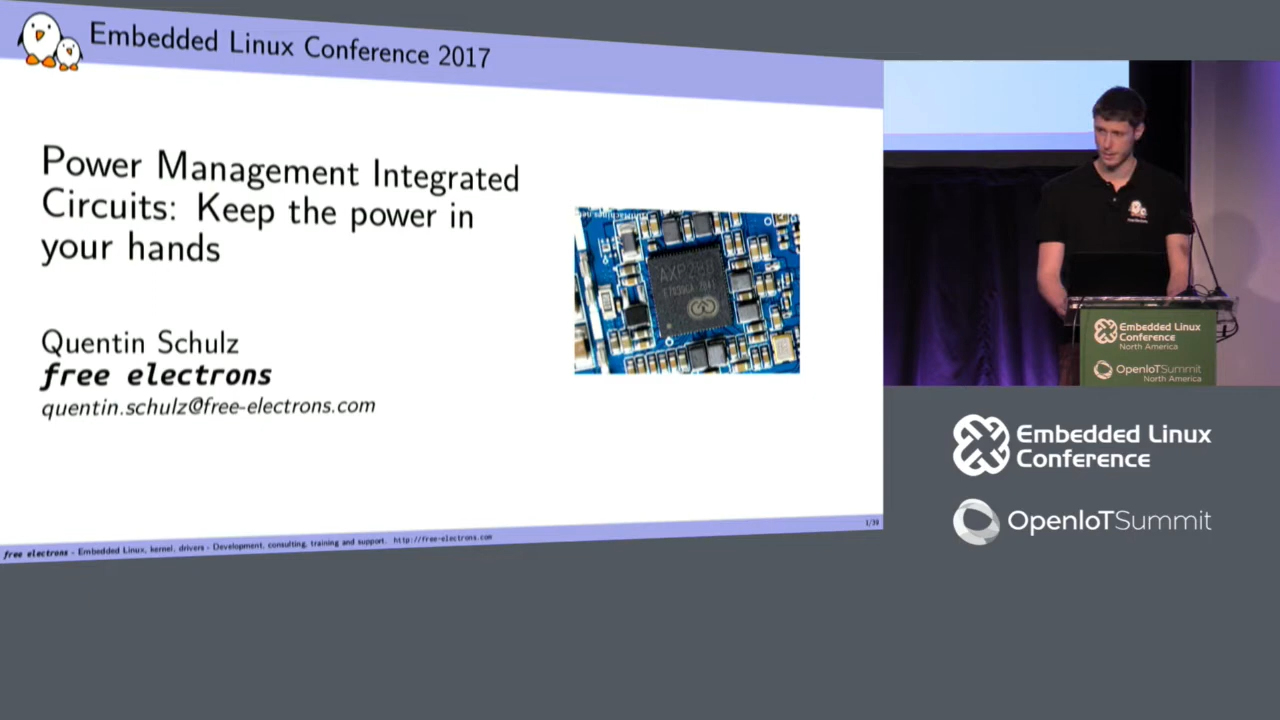 Embedded Linux Conference 2017
Power Management Integrated
Circuits: Keep the power in
your hands
Quentin Schulz
free electrons
quentin.schulz@free-electrons.com
1/39
free electrons - Embedded Linux, kernel, drivers - Development, consulting, training and support. http://free-electrons.com
Embedded Linux
Conference
North America
OpenIoTSummit
North America
Embedded Linux
Conference
OpenIoTSummit